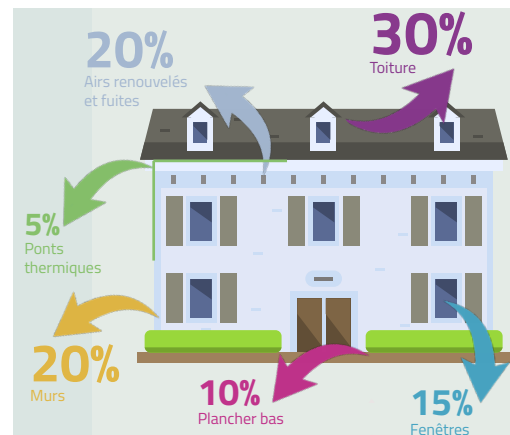 30%
Toiture
20%
Airs renouvelés
et fuites
5%
Ponts
thermiques
20%
Murs
10%
Plancher bas
15%
Fenêtres